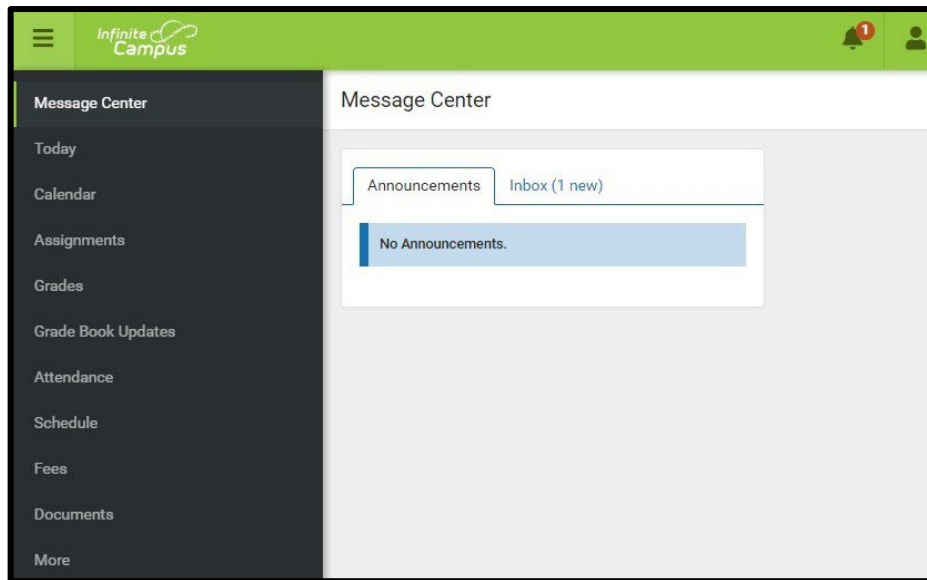 Infinite
Campus
1
Message Center
Today
Calendar
Assignments
Grades
Grade Book Updates
Attendance
Schedule
Fees
Documents
More
Message Center
Announcements
Inbox (1 new)
No Announcements.